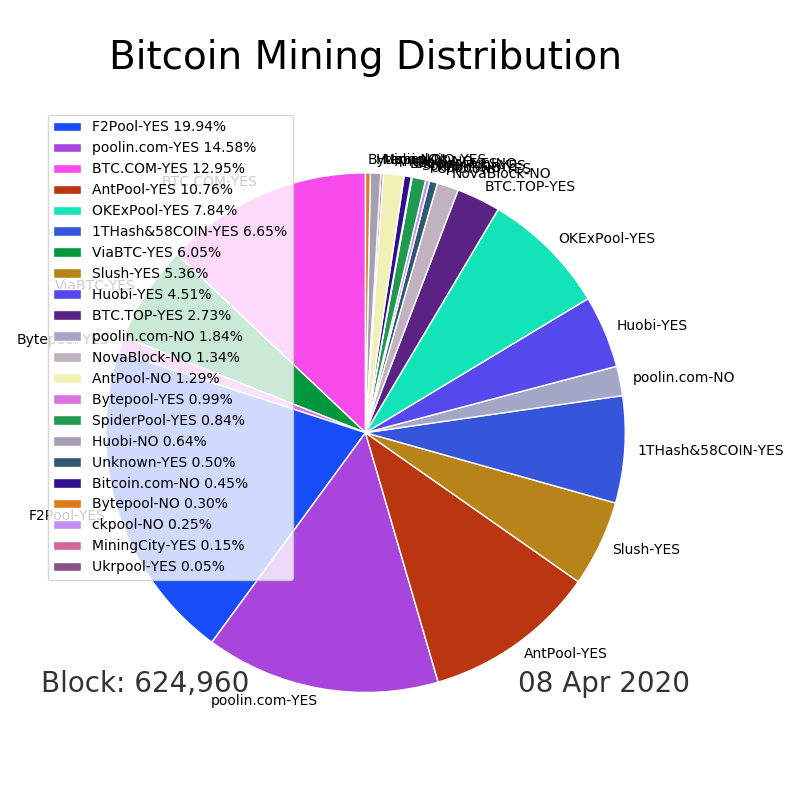 Bitcoin Mining Distribution
F2Pool-YES 19.94%
poolin.com-YES 14.58%
BTC.COM-YES 12.95%
AntPool-YES 10.76%
OKExPool-YES 7.84%
1THash&58COIN-YES 6.65%
ViaBTC-YES 6.05%
Slush-YES 5.36%
Huobi-YES 4.51%
BTC.TOP-YES 2.73%
poolin.com-NO 1.84%
NovaBlock-NO 1.34%
AntPool-NO 1.29%
Bytepool-YES 0.99%
SpiderPool-YES 0.84%
Huobi-NO 0.64%
Unknown-YES 0.50%
Bitcoin.com-NO 0.45%
Bytepool-NO 0.30%
ckpool-NO 0.25%
MiningCity-YES 0.15%
Ukrpool-YES 0.05%
NovaBlock-NO
BTC.TOP-YES
OKExPool-YES
Huobi-YES
poolin.com-NO
1THash&58COIN-YES
Slush-YES
AntPool-YES
poolin.com-YES
F2Pool-YES
Bytepool-YES
ViaBTC-YES
BTC.COM-YES
Block: 624,960
08 Apr 2020